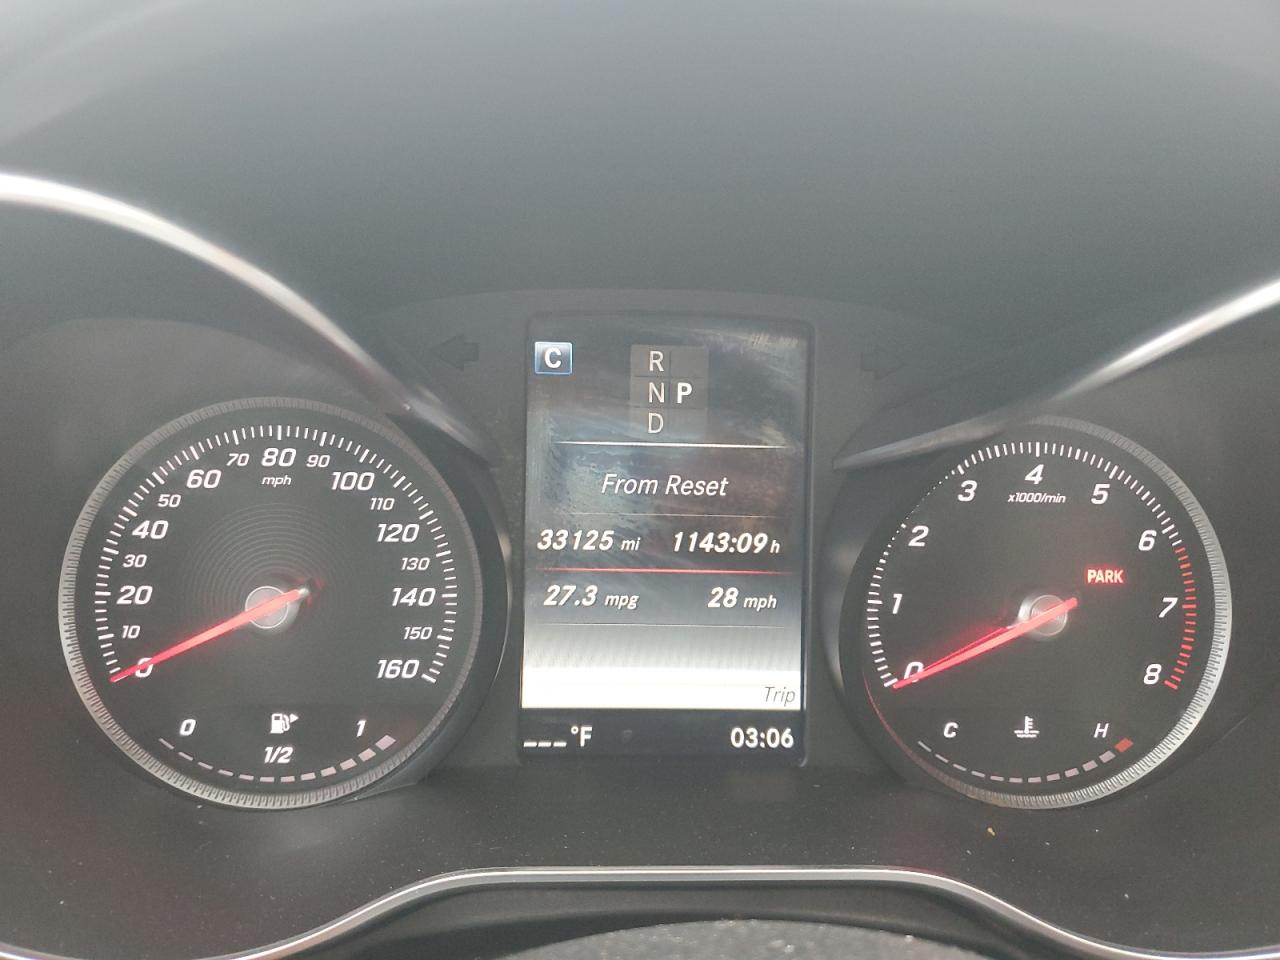 C
R
N P
D
From Reset
33125 mi 1143:09 h
27.3 mpg 28 mph
Trip
___°F 03:06
0
10
20
30
40
50
60
70
80
90
100
110
120
130
140
150
160
mph
0 1/2 1
0
1
2
3
4
5
6
7
8
x1000/min
PARK
C H